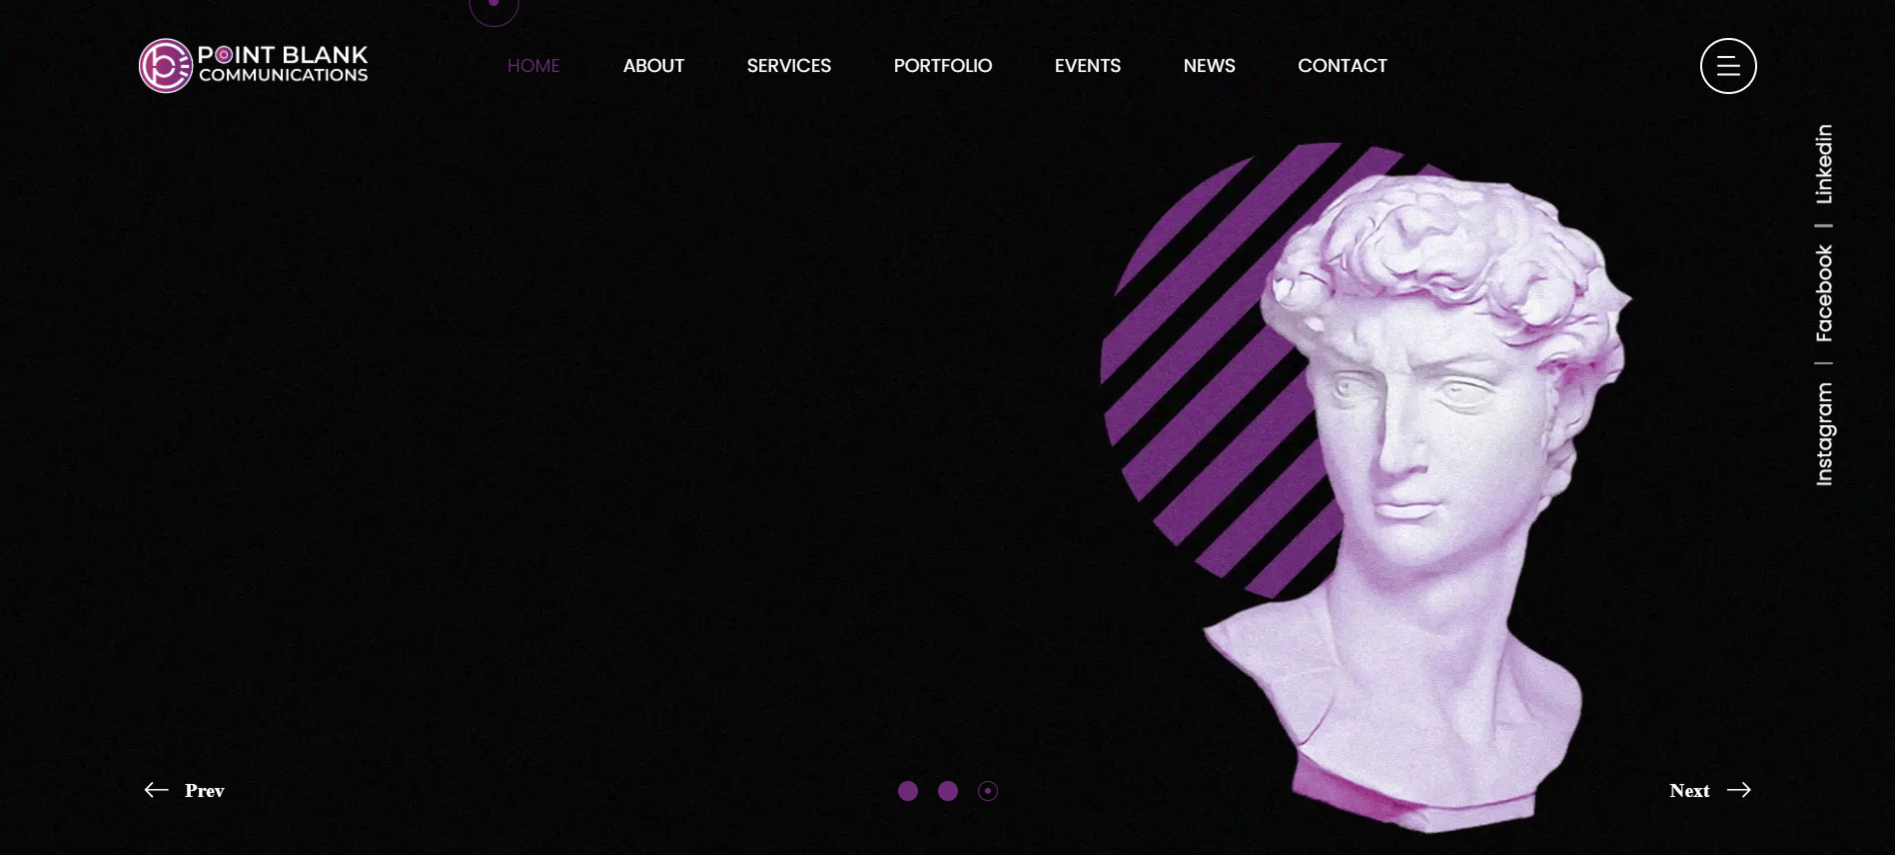 POINT BLANK
COMMUNICATIONS
HOME ABOUT SERVICES PORTFOLIO EVENTS NEWS CONTACT
Linkedin
Facebook
Instagram
Prev
Next